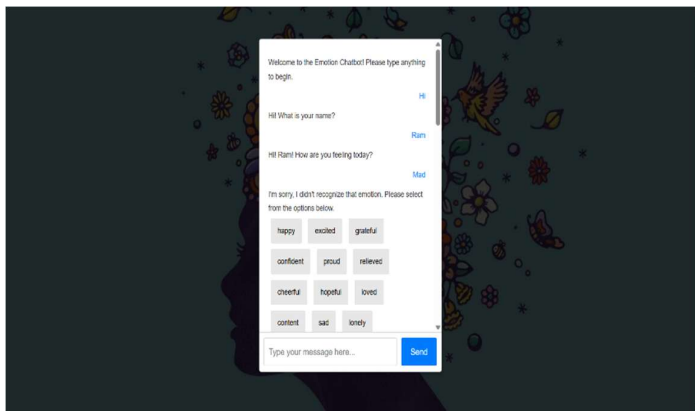 Welcome to the Emotion Chatbot! Please type anything
to begin.
Hi
Hi! What is your name?
Ram
Hi! Ram! How are you feeling today?
Mad
I'm sorry, I didn't recognize that emotion. Please select
from the options below.
happy excited grateful
confident proud relieved
cheerful hopeful loved
content sad lonely
Type your message here... Send